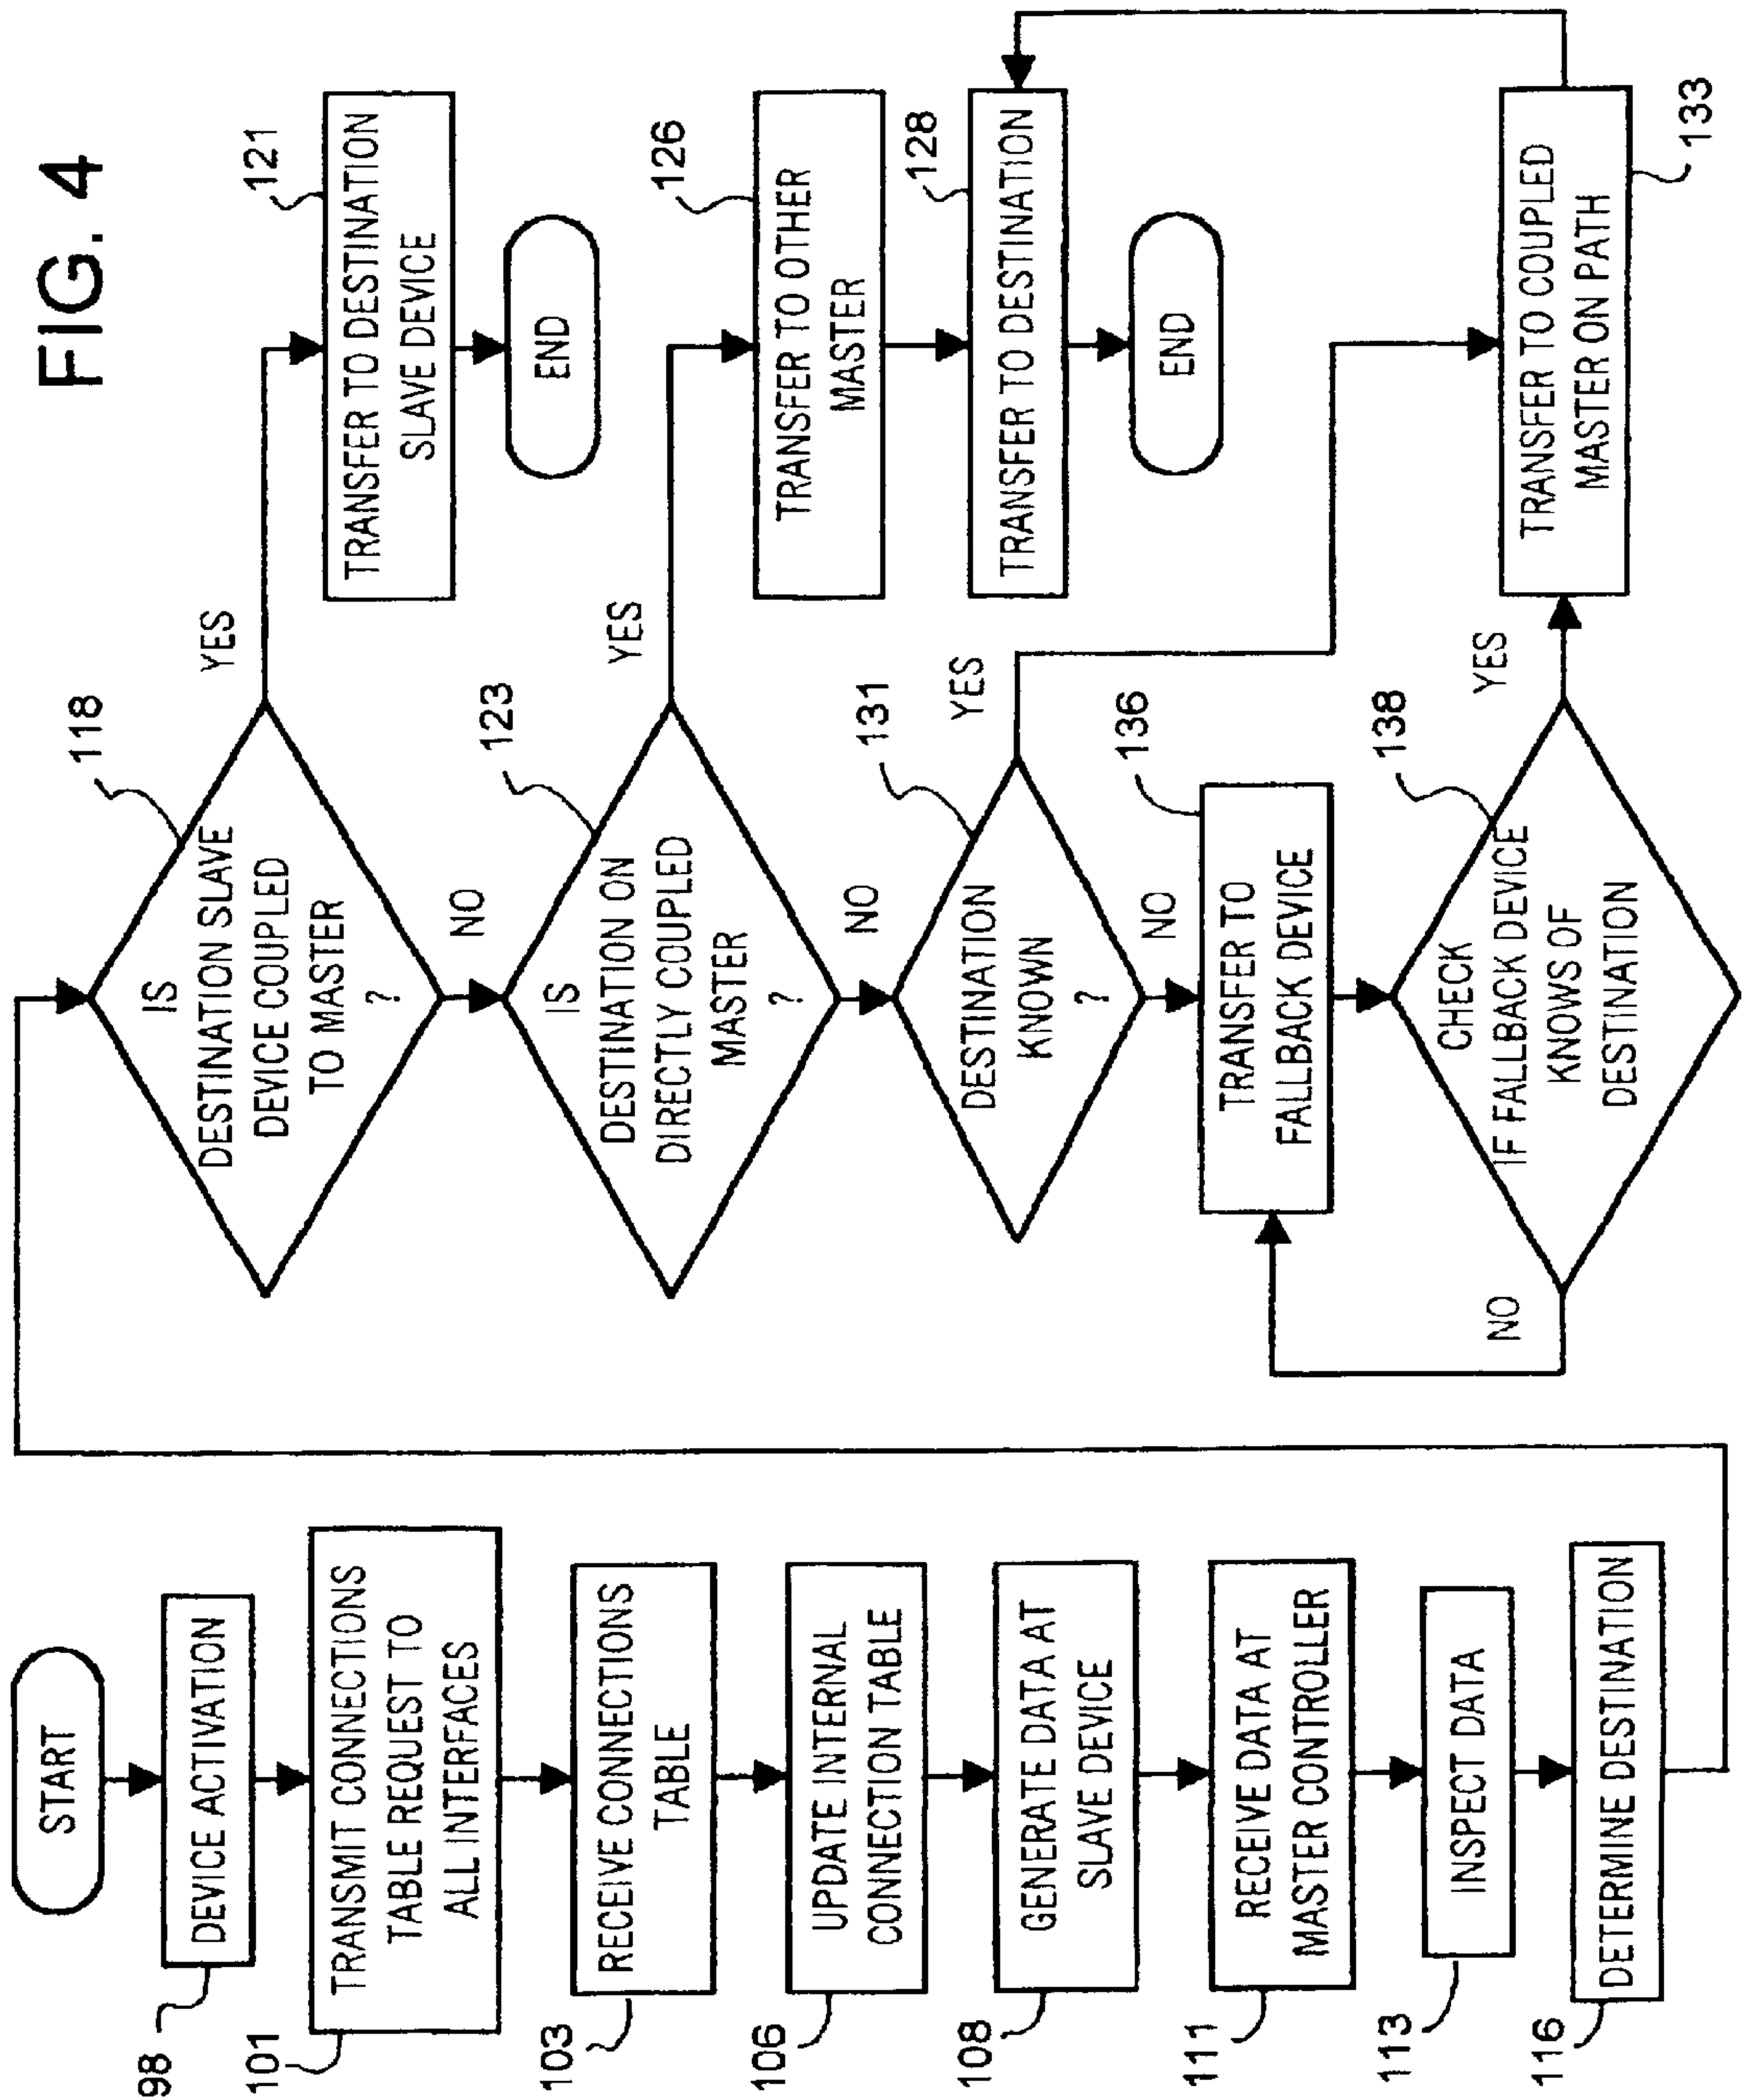 FIG. 4
START
98
DEVICE ACTIVATION
101
TRANSMIT CONNECTIONS
TABLE REQUEST TO
ALL INTERFACES
103
RECEIVE CONNECTIONS
TABLE
106
UPDATE INTERNAL
CONNECTION TABLE
108
GENERATE DATA AT
SLAVE DEVICE
111
RECEIVE DATA AT
MASTER CONTROLLER
113
INSPECT DATA
116
DETERMINE DESTINATION
118
IS
DESTINATION SLAVE
DEVICE COUPLED
TO MASTER
?
YES
121
TRANSFER TO DESTINATION
SLAVE DEVICE
END
NO
123
IS
DESTINATION ON
DIRECTLY COUPLED
MASTER
?
YES
126
TRANSFER TO OTHER
MASTER
128
TRANSFER TO DESTINATION
END
NO
131
DESTINATION
KNOWN
?
YES
NO
136
TRANSFER TO
FALLBACK DEVICE
138
CHECK
IF FALLBACK DEVICE
KNOWS OF
DESTINATION
NO
YES
TRANSFER TO COUPLED
MASTER ON PATH
133